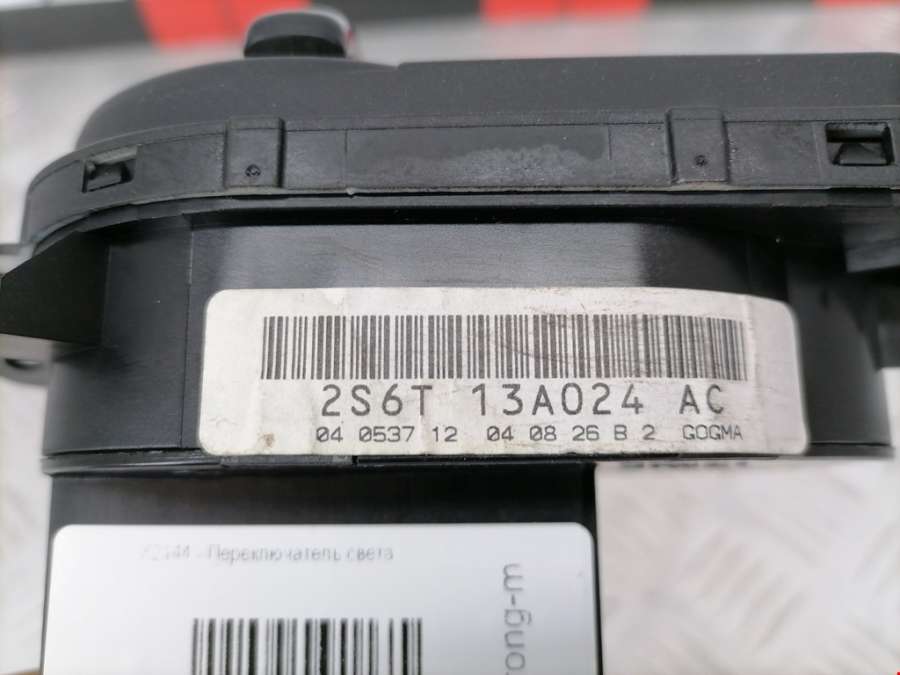 2S6T 13A024 AC
04 0537 12 04 08 26 B 2 GOGMA
Переключатель света